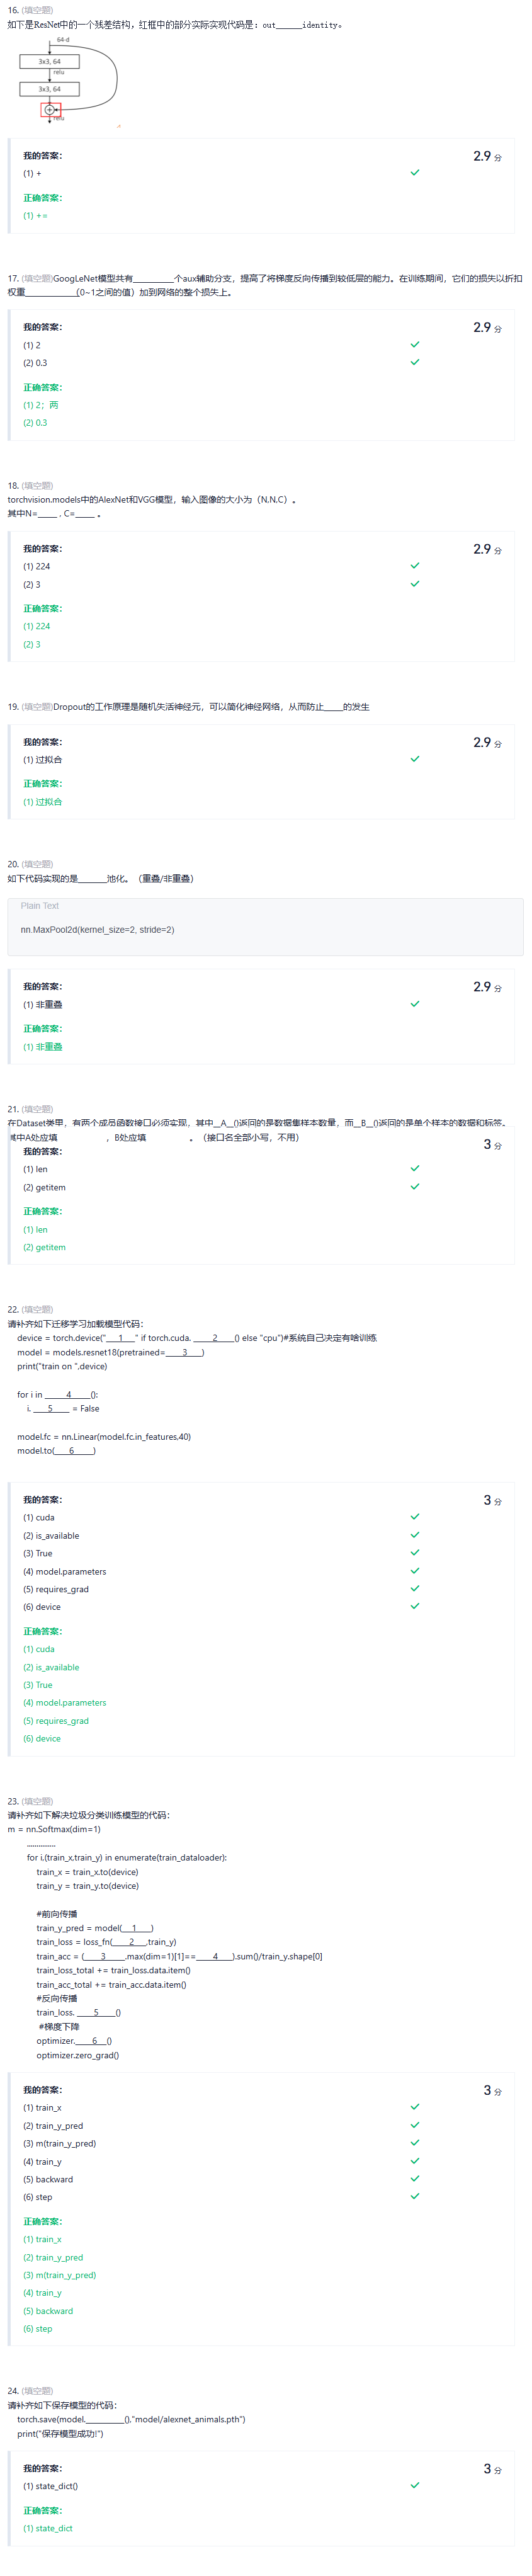 16. (填空题)
如下是ResNet中的一个残差结构，红框中的部分实际实现代码是：out______identity。
64-d
3x3, 64
relu
3x3, 64
+
relu
我的答案：
2.9 分
(1) +
正确答案：
(1) +=
17. (填空题)GoogLeNet模型共有__________个aux辅助分支，提高了将梯度反向传播到较低层的能力。在训练期间，它们的损失以折扣
权重_____________（0~1之间的值）加到网络的整个损失上。
我的答案：
2.9 分
(1) 2
(2) 0.3
正确答案：
(1) 2；两
(2) 0.3
18. (填空题)
torchvision.models中的AlexNet和VGG模型，输入图像的大小为（N.N.C）。
其中N=_____ , C=_____ 。
我的答案：
2.9 分
(1) 224
(2) 3
正确答案：
(1) 224
(2) 3
19. (填空题)Dropout的工作原理是随机失活神经元，可以简化神经网络，从而防止_____的发生
我的答案：
2.9 分
(1) 过拟合
正确答案：
(1) 过拟合
20. (填空题)
如下代码实现的是_______池化。（重叠/非重叠）
Plain Text
nn.MaxPool2d(kernel_size=2, stride=2)
我的答案：
2.9 分
(1) 非重叠
正确答案：
(1) 非重叠
21. (填空题)
在Dataset类里，有两个成员函数接口必须实现，其中__A__()返回的是数据集样本数量，而__B__()返回的是单个样本的数据和标签。
其中A处应填 ，B处应填 。（接口名全部小写，不用）
我的答案：
3 分
(1) len
(2) getitem
正确答案：
(1) len
(2) getitem
22. (填空题)
请补齐如下迁移学习加载模型代码：
device = torch.device("___1___" if torch.cuda. ____2____() else "cpu")#系统自己决定有啥训练
model = models.resnet18(pretrained=____3____)
print("train on ".device)
for i in _____4_____():
i. ____5____ = False
model.fc = nn.Linear(model.fc.in_features.40)
model.to(____6_____)
我的答案：
3 分
(1) cuda
(2) is_available
(3) True
(4) model.parameters
(5) requires_grad
(6) device
正确答案：
(1) cuda
(2) is_available
(3) True
(4) model.parameters
(5) requires_grad
(6) device
23. (填空题)
请补齐如下解决垃圾分类训练模型的代码：
m = nn.Softmax(dim=1)
..............
for i,(train_x,train_y) in enumerate(train_dataloader):
train_x = train_x.to(device)
train_y = train_y.to(device)
#前向传播
train_y_pred = model(___1____)
train_loss = loss_fn(____2____,train_y)
train_acc = (____3_____.max(dim=1)[1]==____4____).sum()/train_y.shape[0]
train_loss_total += train_loss.data.item()
train_acc_total += train_acc.data.item()
#反向传播
train_loss. ____5____()
#梯度下降
optimizer.____6___()
optimizer.zero_grad()
我的答案：
3 分
(1) train_x
(2) train_y_pred
(3) m(train_y_pred)
(4) train_y
(5) backward
(6) step
正确答案：
(1) train_x
(2) train_y_pred
(3) m(train_y_pred)
(4) train_y
(5) backward
(6) step
24. (填空题)
请补齐如下保存模型的代码：
torch.save(model._________(),"model/alexnet_animals.pth")
print("保存模型成功!")
我的答案：
3 分
(1) state_dict()
正确答案：
(1) state_dict